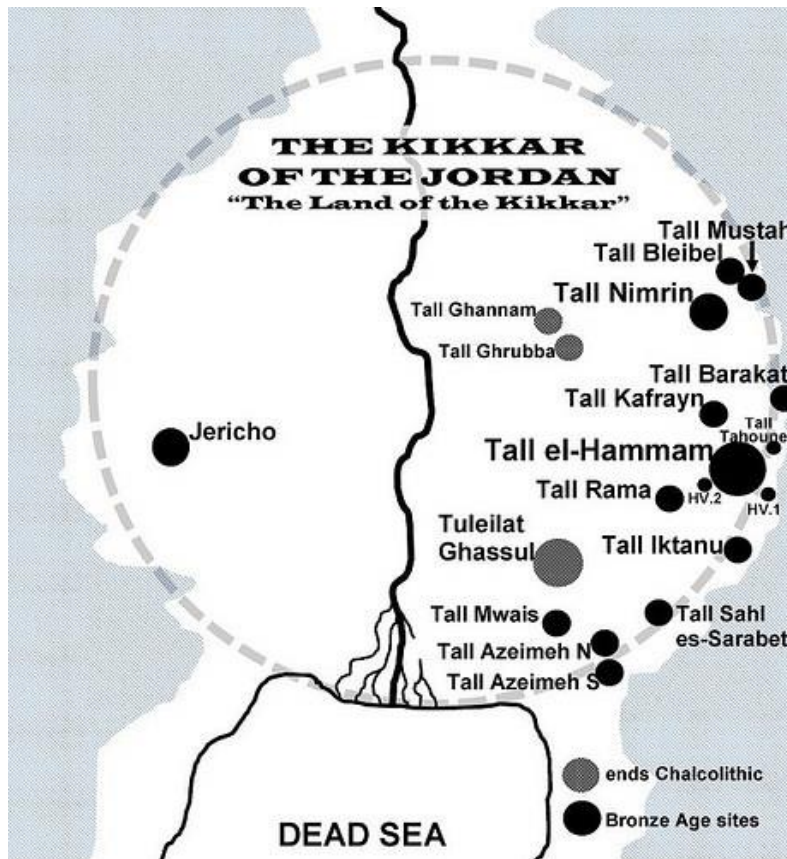 THE KIKKAR
OF THE JORDAN
"The Land of the Kikkar"
Tall Mustah
Tall Bleibel
Tall Nimrin
Tall Ghannam
Tall Ghrubba
Tall Barakat
Tall Kafrayn
Tall
Tahoune
Jericho
Tall el-Hammam
Tall Rama
HV.2
HV.1
Tuleilat
Ghassul
Tall Iktanu
Tall Mwais
Tall Sahl
es-Sarabet
Tall Azeimeh N
Tall Azeimeh S
ends Chalcolithic
Bronze Age sites
DEAD SEA